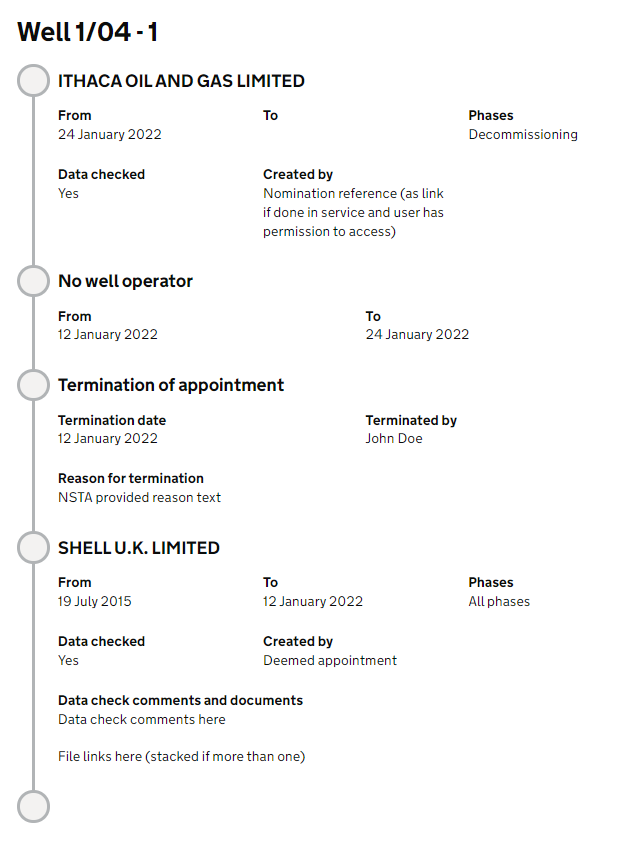 Well 1/04 - 1
ITHACA OIL AND GAS LIMITED
From To Phases
24 January 2022 Decommissioning
Data checked Created by
Yes Nomination reference (as link
if done in service and user has
permission to access)
No well operator
From To
12 January 2022 24 January 2022
Termination of appointment
Termination date Terminated by
12 January 2022 John Doe
Reason for termination
NSTA provided reason text
SHELL U.K. LIMITED
From To Phases
19 July 2015 12 January 2022 All phases
Data checked Created by
Yes Deemed appointment
Data check comments and documents
Data check comments here
File links here (stacked if more than one)